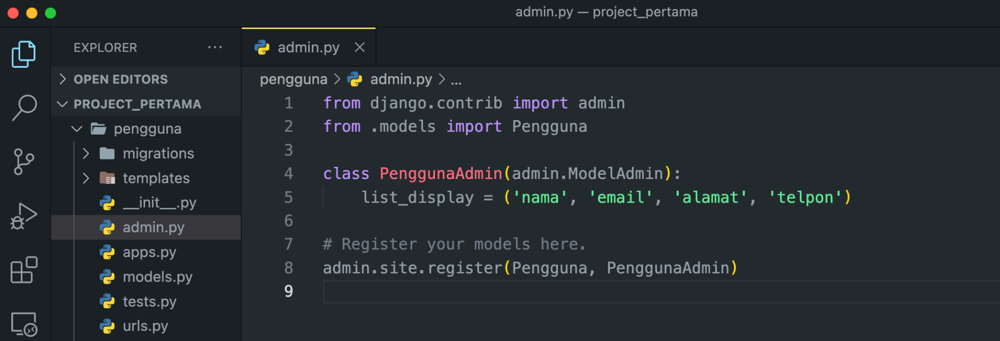 admin.py — project_pertama
EXPLORER ···
OPEN EDITORS
PROJECT_PERTAMA
pengguna
migrations
templates
__init__.py
admin.py
apps.py
models.py
tests.py
urls.py
admin.py
pengguna > admin.py > ...
1 from django.contrib import admin
2 from .models import Pengguna
3
4 class PenggunaAdmin(admin.ModelAdmin):
5     list_display = ('nama', 'email', 'alamat', 'telpon')
6
7 # Register your models here.
8 admin.site.register(Pengguna, PenggunaAdmin)
9